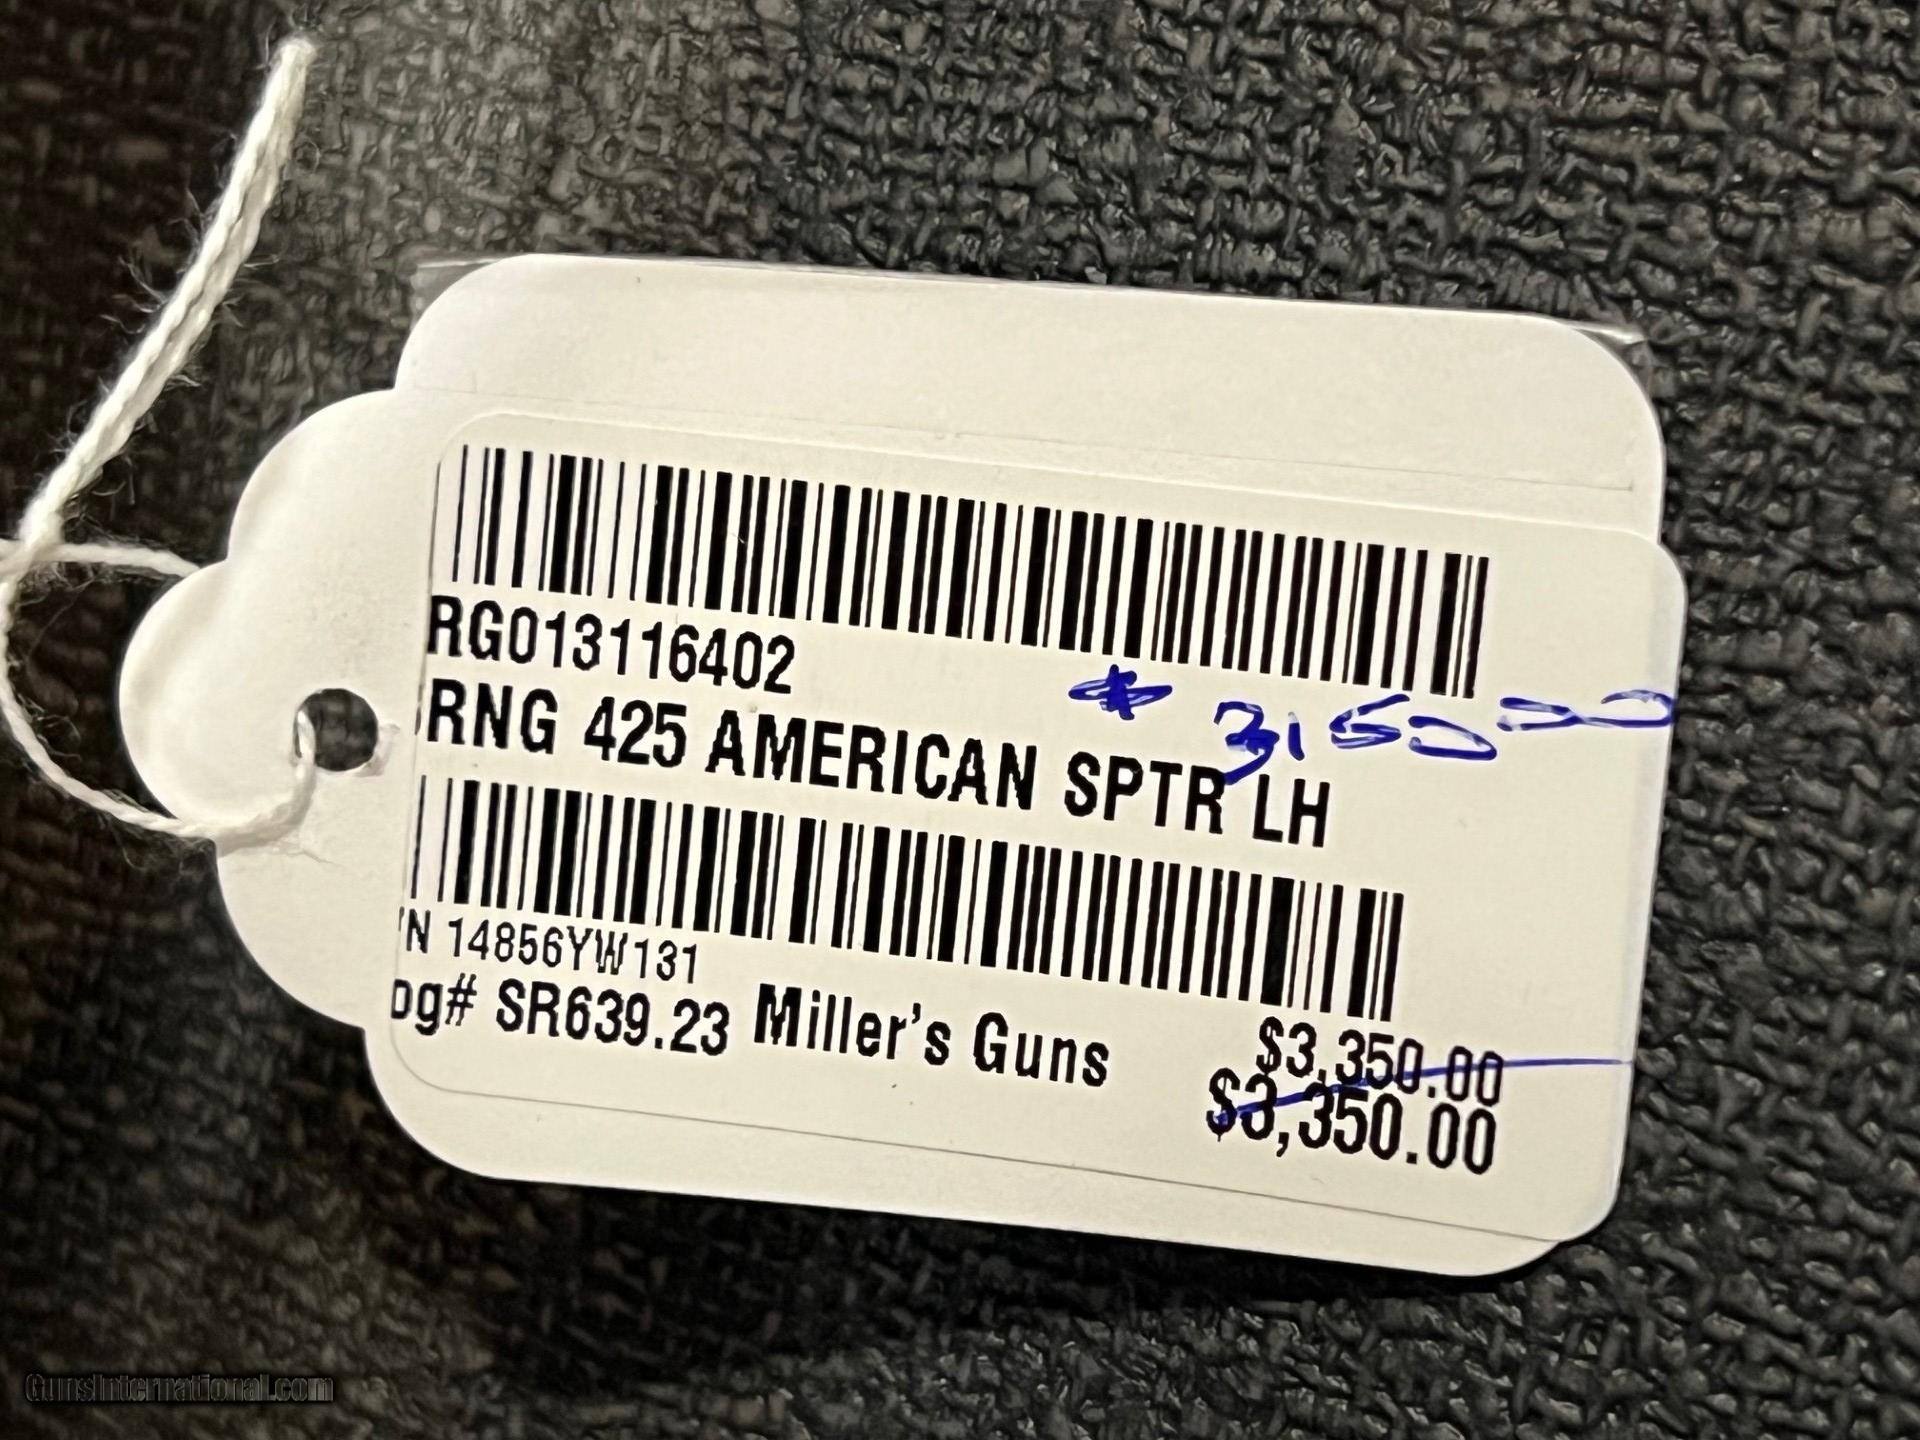 RG013116402
* 3150.00
RNG 425 AMERICAN SPTR LH
N 14856YW131
og# SR639.23 Miller's Guns
$3,350.00
$3,350.00
GunsInternational.com